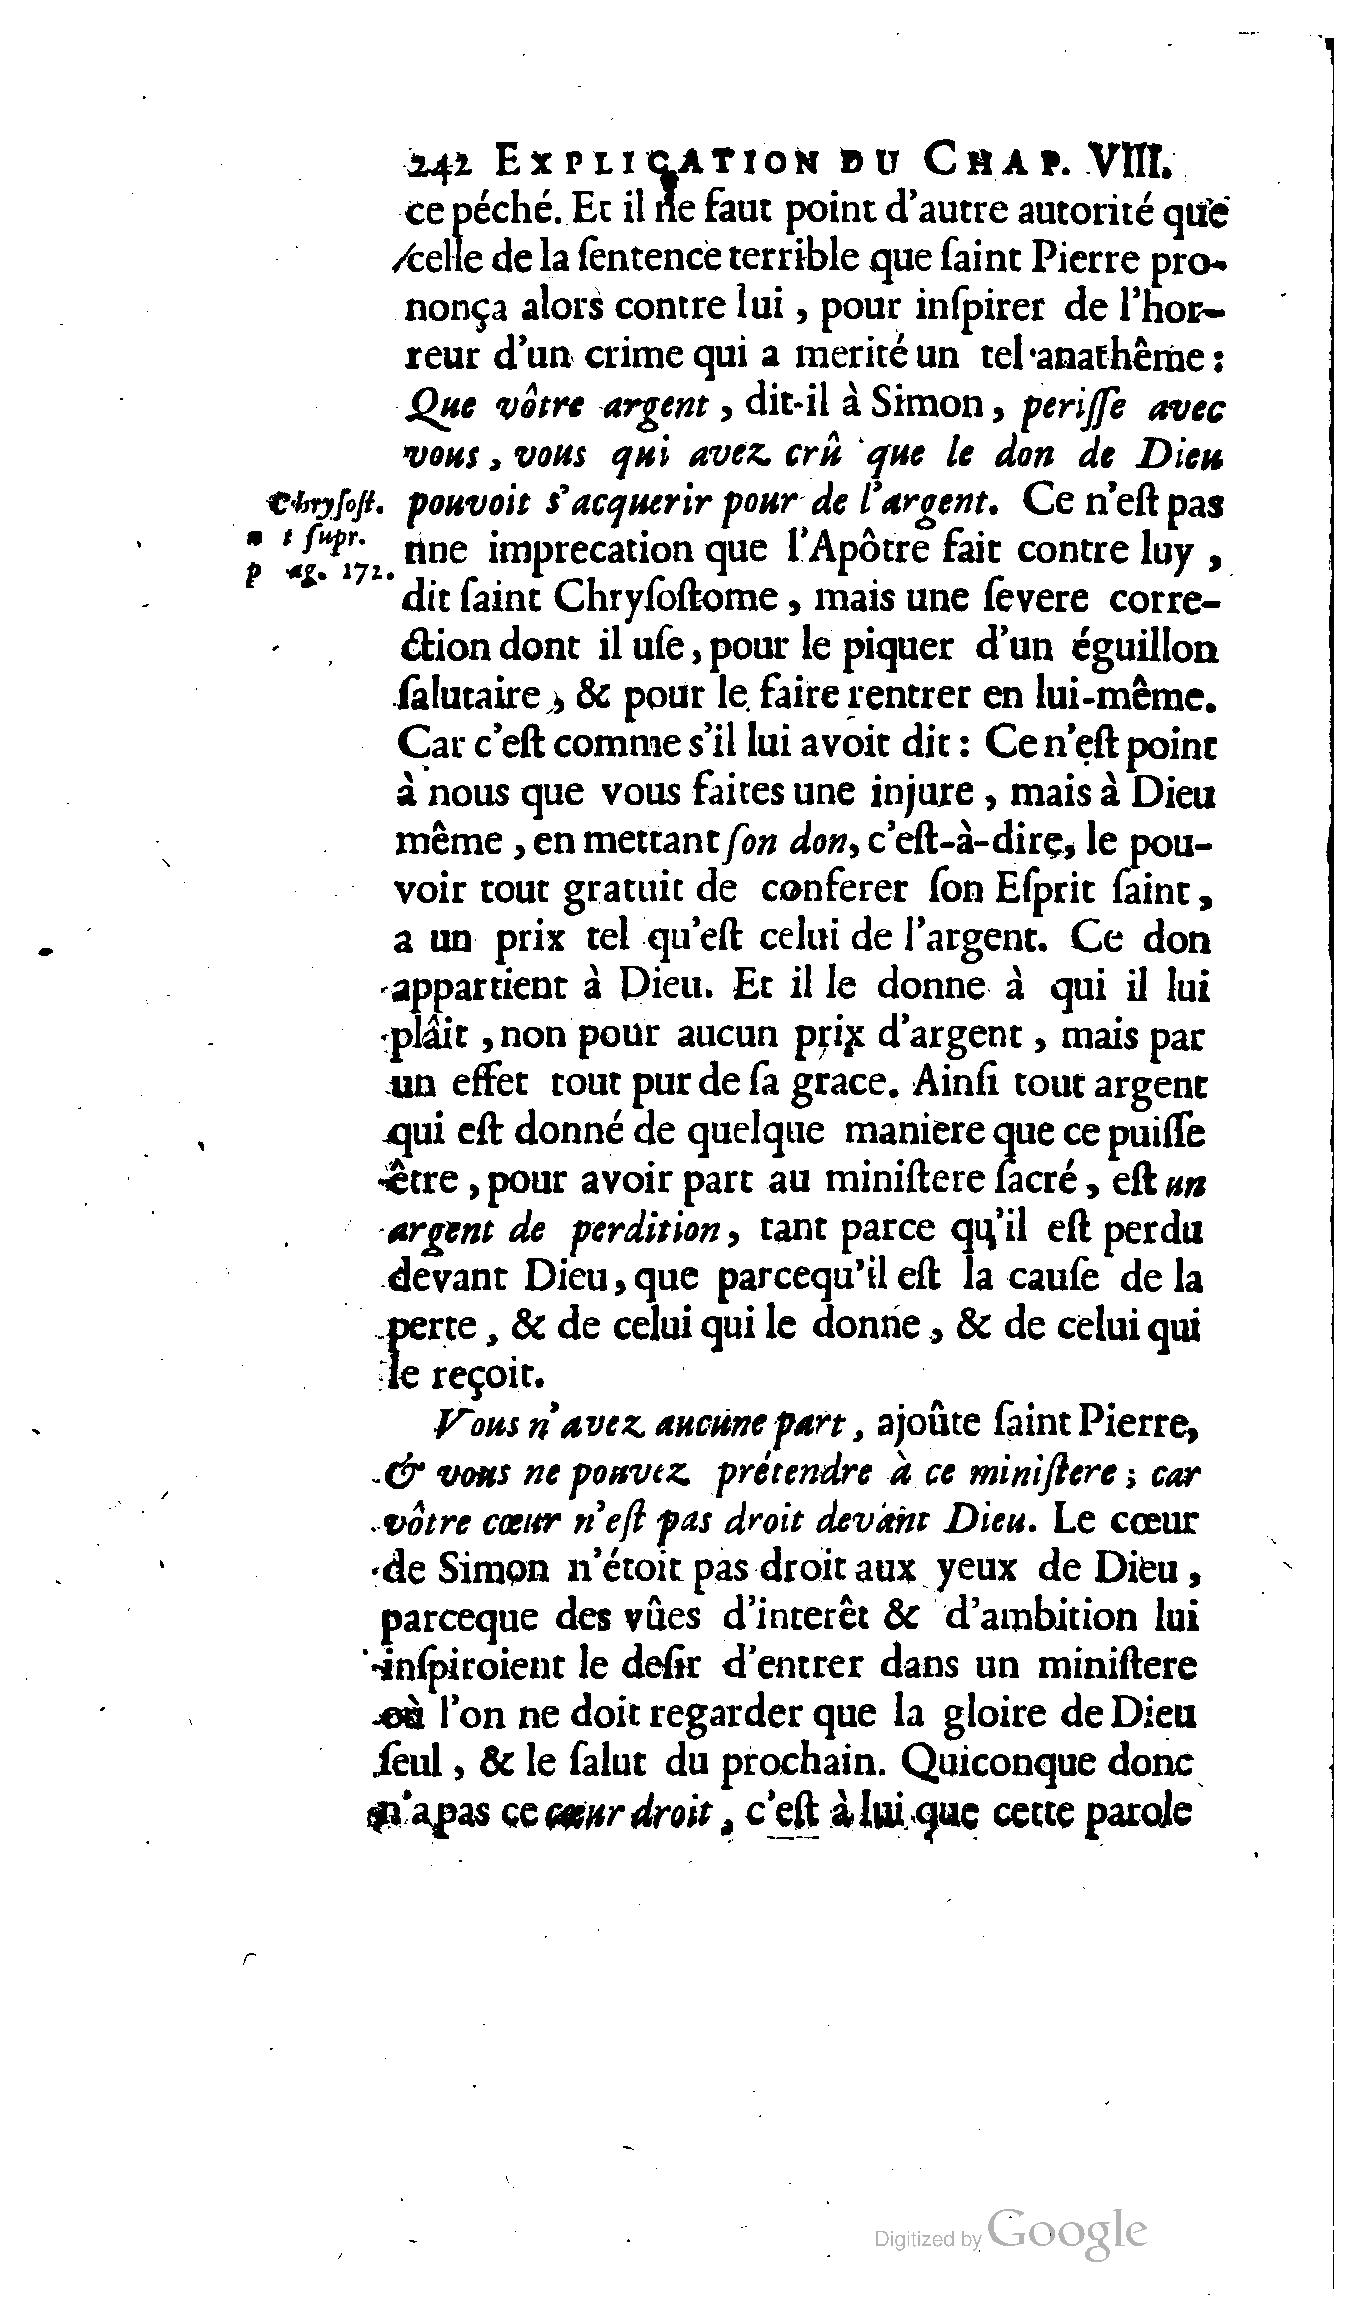 242 EXPLICATION DU CHAP. VIII.
ce péché. Et il ne faut point d'autre autorité que
celle de la ſentence terrible que ſaint Pierre pro-
nonça alors contre lui, pour inſpirer de l'hor-
reur d'un crime qui a merité un tel anathême :
Que vôtre argent, dit-il à Simon, periſſe avec
vous, vous qui avez crû que le don de Dieu
pouvoit s'acquerir pour de l'argent. Ce n'eſt pas
Chryſoſt.
ſupr.
pag. 172.
une imprecation que l'Apôtre fait contre luy,
dit ſaint Chryſoſtome, mais une ſevere corre-
ction dont il uſe, pour le piquer d'un éguillon
ſalutaire, & pour le faire rentrer en lui-même.
Car c'eſt comme s'il lui avoit dit : Ce n'eſt point
à nous que vous faites une injure, mais à Dieu
même, en mettant ſon don, c'eſt-à-dire, le pou-
voir tout gratuit de conferer ſon Eſprit ſaint,
a un prix tel qu'eſt celui de l'argent. Ce don
appartient à Dieu. Et il le donne à qui il lui
plâit, non pour aucun prix d'argent, mais par
un effet tout pur de ſa grace. Ainſi tout argent
qui eſt donné de quelque maniere que ce puiſſe
être, pour avoir part au miniſtere ſacré, eſt un
argent de perdition, tant parce qu'il eſt perdu
devant Dieu, que parcequ'il eſt la cauſe de la
perte, & de celui qui le donne, & de celui qui
le reçoit.
Vous n'avez aucune part, ajoûte ſaint Pierre,
& vous ne pouvez prétendre à ce miniſtere ; car
vôtre cœur n'eſt pas droit devant Dieu. Le cœur
de Simon n'étoit pas droit aux yeux de Dieu,
parceque des vûes d'interêt & d'ambition lui
inſpiroient le deſir d'entrer dans un miniſtere
où l'on ne doit regarder que la gloire de Dieu
ſeul, & le ſalut du prochain. Quiconque donc
n'a pas ce cœur droit, c'eſt à lui que cette parole
Digitized by Google